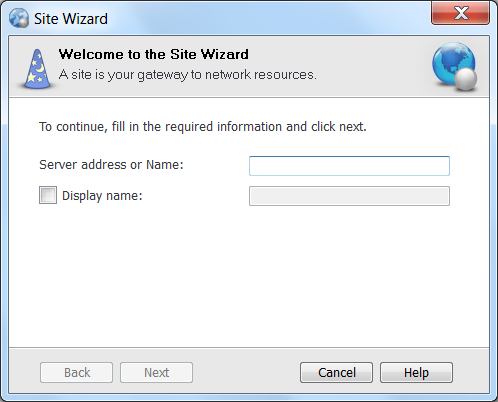 Site Wizard
Welcome to the Site Wizard
A site is your gateway to network resources.
To continue, fill in the required information and click next.
Server address or Name:
Display name:
Back Next Cancel Help